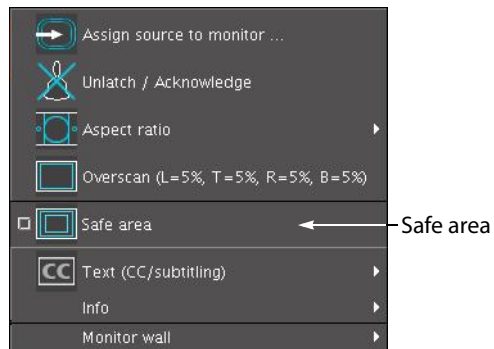 Assign source to monitor ...
Unlatch / Acknowledge
Aspect ratio
Overscan (L=5%, T=5%, R=5%, B=5%)
Safe area
Safe area
CC Text (CC/subtitling)
Info
Monitor wall